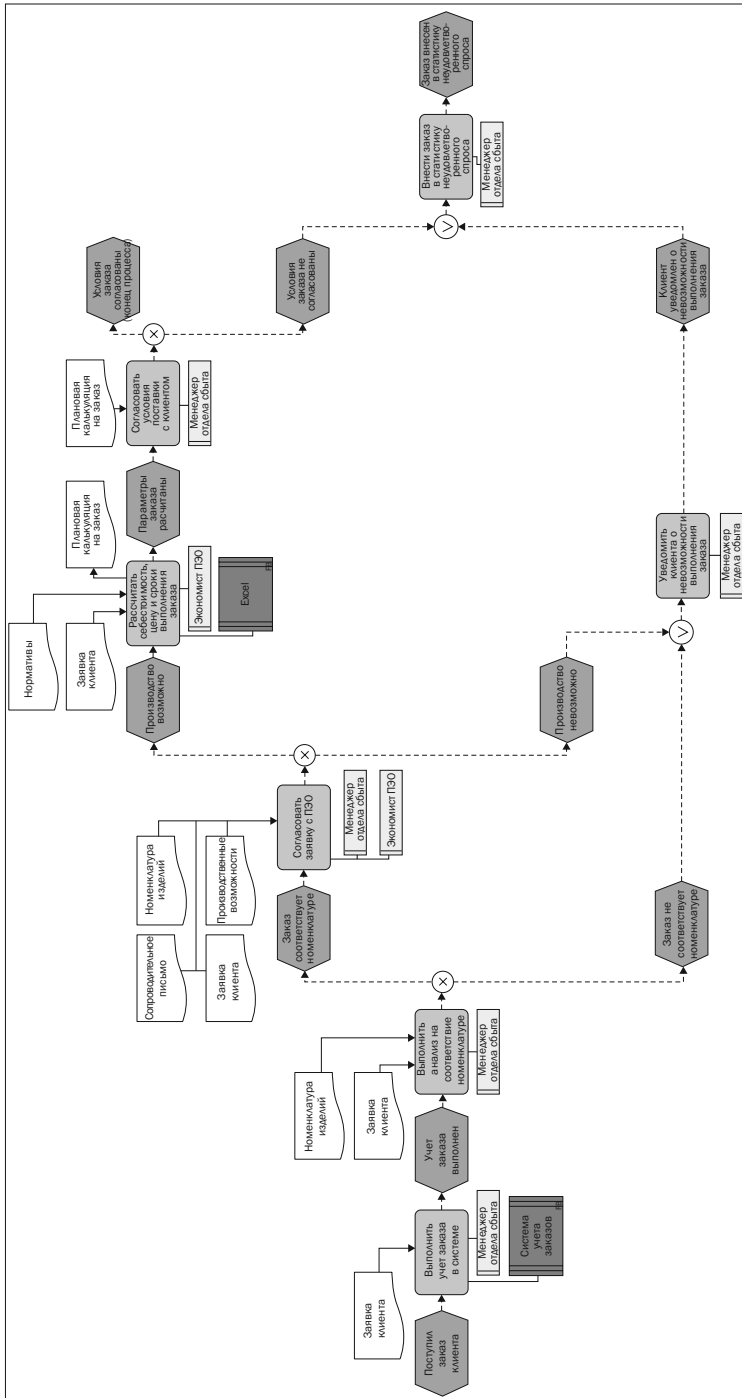 Поступил
заказ
клиента
Заявка
клиента
Выполнить
учет заказа
в системе
Менеджер
отдела сбыта
Система
учета
заказов
Учет
заказа
выполнен
Номенклатура
изделий
Заявка
клиента
Выполнить
анализ на
соответствие
номенклатуре
Менеджер
отдела сбыта
Сопроводительное
письмо
Заявка
клиента
Номенклатура
изделий
Производственные
возможности
Заказ
соответствует
номенклатуре
Согласовать
заявку с ПЭО
Менеджер
отдела сбыта
Экономист ПЭО
Заказ не
соответствует
номенклатуре
Нормативы
Заявка
клиента
Производство
возможно
Рассчитать
себестоимость,
цену и сроки
выполнения
заказа
Экономист ПЭО
Excel
Плановая
калькуляция
на заказ
Параметры
заказа
расчитаны
Плановая
калькуляция
на заказ
Согласовать
условия
поставки
с клиентом
Менеджер
отдела сбыта
Условия
заказа
согласованы
(конец процесса)
Условия
заказа не
согласованы
Производство
невозможно
Уведомить
клиента о
невозможности
выполнения
заказа
Менеджер
отдела сбыта
Клиент
уведомлен о
невозможности
выполнения
заказа
Внести заказ
в статистику
неудовлетво-
ренного
спроса
Менеджер
отдела сбыта
Заказ внесен
в статистику
неудовлетво-
ренного
спроса